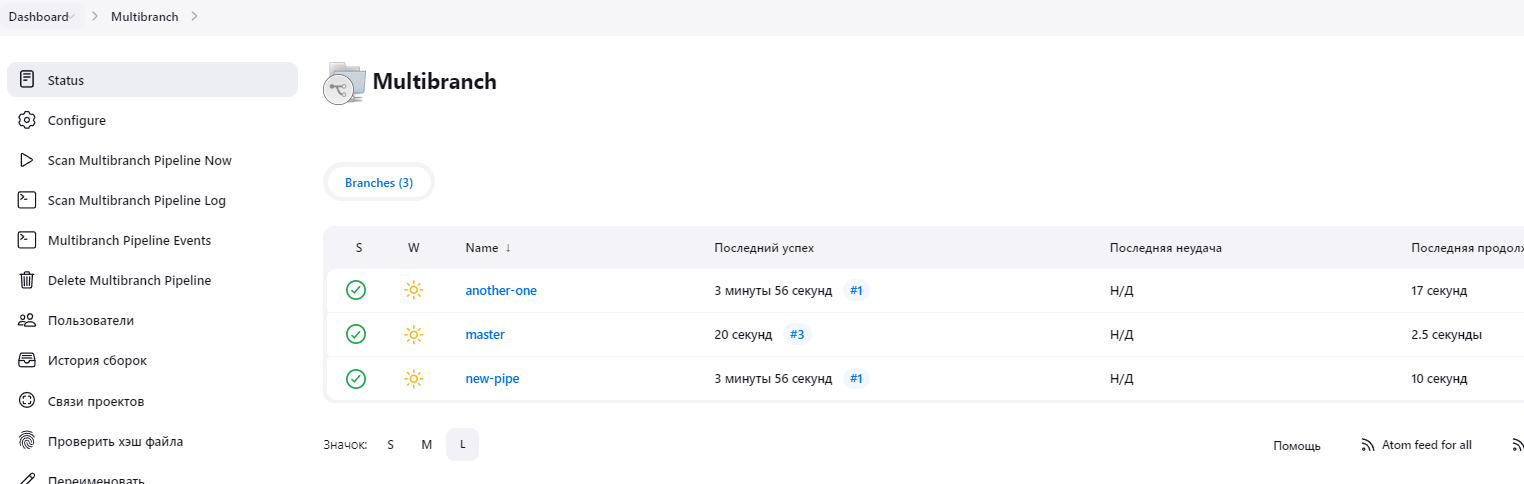 Dashboard
Multibranch
Status
Configure
Scan Multibranch Pipeline Now
Scan Multibranch Pipeline Log
Multibranch Pipeline Events
Delete Multibranch Pipeline
Пользователи
История сборок
Связи проектов
Проверить хэш файла
Переименовать
Multibranch
Branches (3)
S W Name ↓ Последний успех Последняя неудача Последняя
another-one 3 минуты 56 секунд #1 Н/Д 17 секунд
master 20 секунд #3 Н/Д 2.5 секунды
new-pipe 3 минуты 56 секунд #1 Н/Д 10 секунд
Значок: S M L
Помощь Atom feed for all